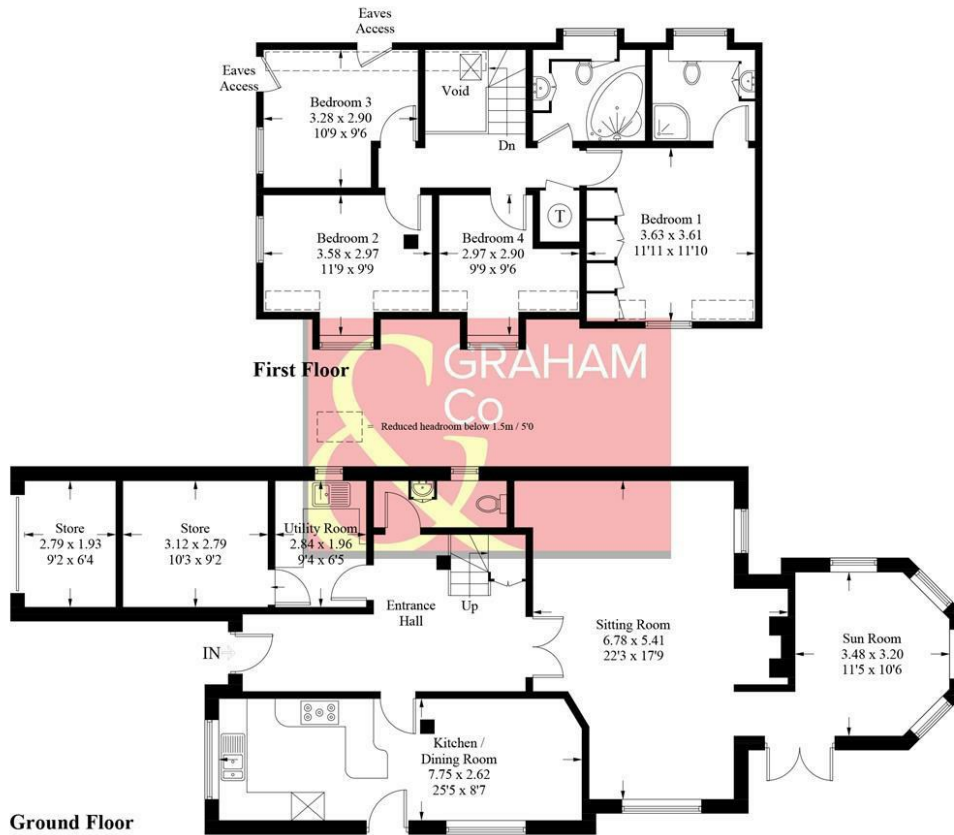 Eaves
Access
Eaves
Access
Bedroom 3
3.28 x 2.90
10'9 x 9'6
Void
Dn
T
Bedroom 1
3.63 x 3.61
11'11 x 11'10
Bedroom 2
3.58 x 2.97
11'9 x 9'9
Bedroom 4
2.97 x 2.90
9'9 x 9'6
First Floor
&
GRAHAM
Co
= Reduced headroom below 1.5m / 5'0
Store
2.79 x 1.93
9'2 x 6'4
Store
3.12 x 2.79
10'3 x 9'2
Utility Room
2.84 x 1.96
9'4 x 6'5
Entrance
Hall
Up
IN
Sitting Room
6.78 x 5.41
22'3 x 17'9
Sun Room
3.48 x 3.20
11'5 x 10'6
Kitchen /
Dining Room
7.75 x 2.62
25'5 x 8'7
Ground Floor